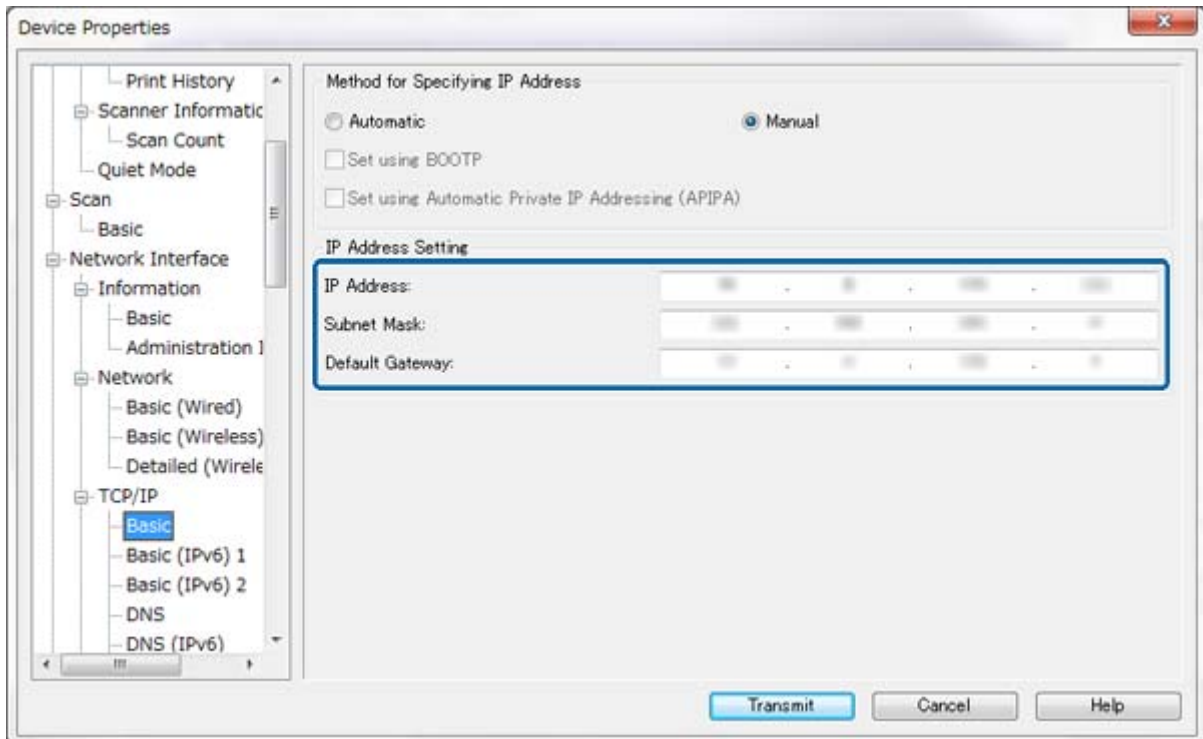 Device Properties
Print History
Scanner Informatic
Scan Count
Quiet Mode
Scan
Basic
Network Interface
Information
Basic
Administration I
Network
Basic (Wired)
Basic (Wireless)
Detailed (Wirele
TCP/IP
Basic
Basic (IPv6) 1
Basic (IPv6) 2
DNS
DNS (IPv6)
Method for Specifying IP Address
Automatic
Manual
Set using BOOTP
Set using Automatic Private IP Addressing (APIPA)
IP Address Setting
IP Address:
Subnet Mask:
Default Gateway:
Transmit
Cancel
Help